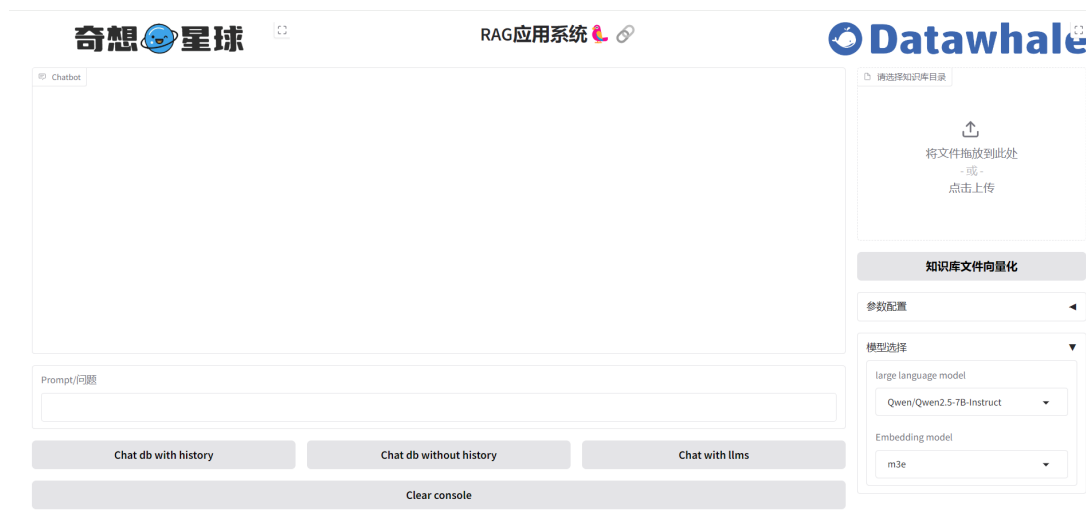 奇想星球
RAG应用系统
Datawhale
Chatbot
请选择知识库目录
将文件拖放到此处
- 或 -
点击上传
知识库文件向量化
参数配置
模型选择
large language model
Qwen/Qwen2.5-7B-Instruct
Embedding model
m3e
Prompt/问题
Chat db with history
Chat db without history
Chat with llms
Clear console